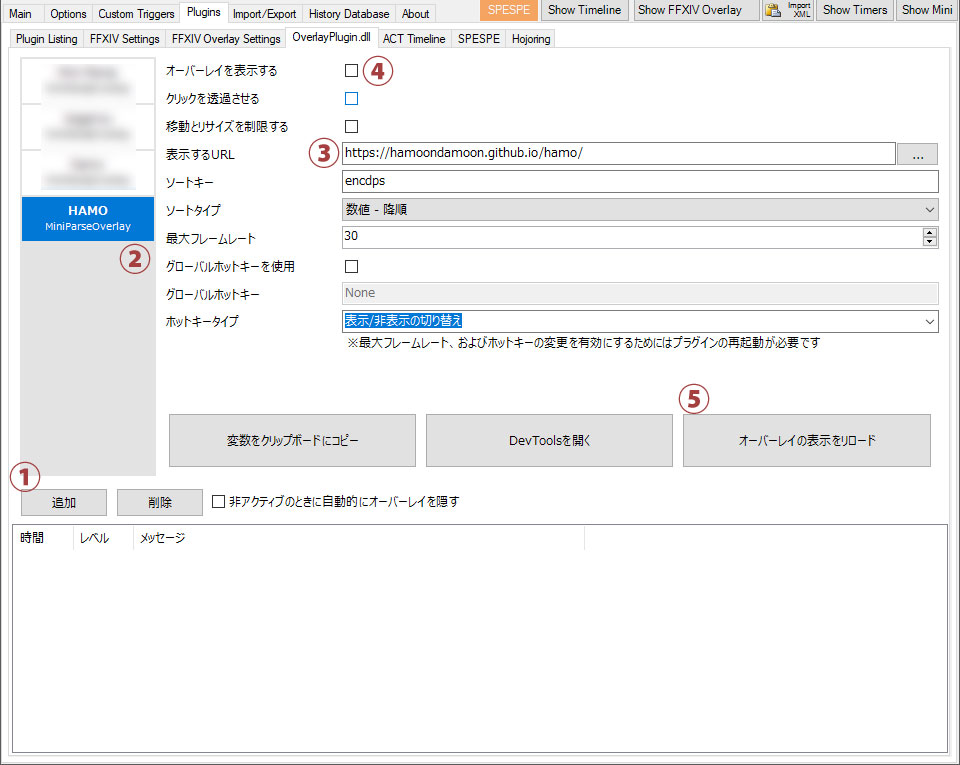 Main Options Custom Triggers Plugins Import/Export History Database About SPESPE Show Timeline Show FFXIV Overlay Import XML Show Timers Show Mini
Plugin Listing FFXIV Settings FFXIV Overlay Settings OverlayPlugin.dll ACT Timeline SPESPE Hojoring
オーバーレイを表示する ④
クリックを透過させる
移動とリサイズを制限する
表示するURL ③ https://hamoondamoon.github.io/hamo/ ...
ソートキー encdps
HAMO
MiniParseOverlay
②
ソートタイプ 数値 - 降順
最大フレームレート 30
グローバルホットキーを使用
グローバルホットキー None
ホットキータイプ 表示/非表示の切り替え
※最大フレームレート、およびホットキーの変更を有効にするためにはプラグインの再起動が必要です
⑤
変数をクリップボードにコピー DevToolsを開く オーバーレイの表示をリロード
①
追加 削除 非アクティブのときに自動的にオーバーレイを隠す
時間 レベル メッセージ